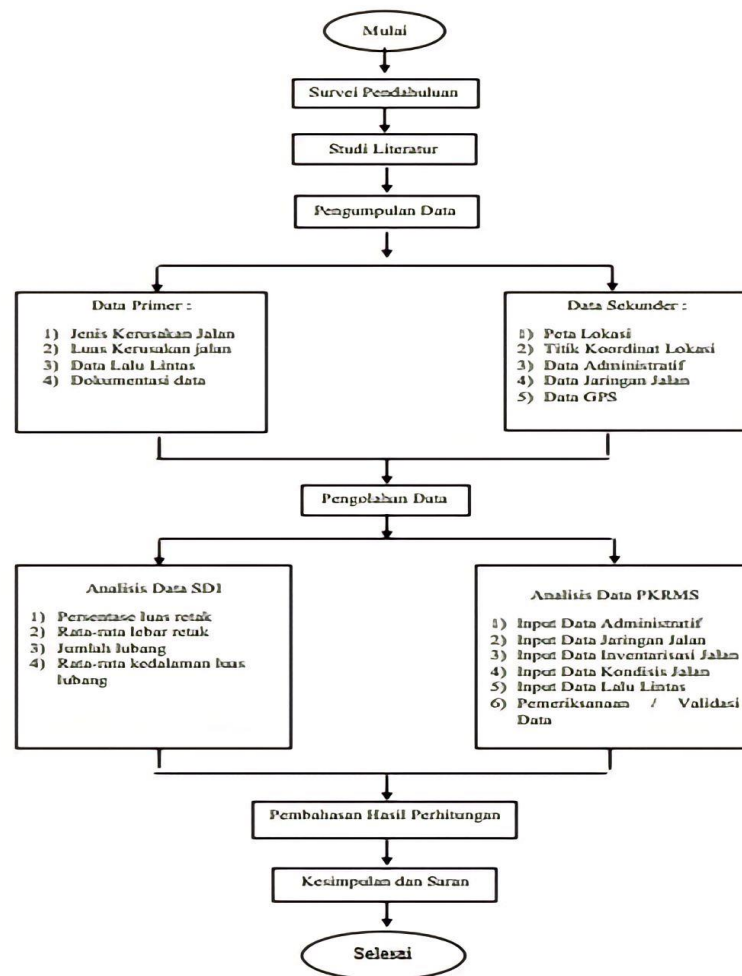 Mulai
Survei Pendahuluan
Studi Literatur
Pengumpulan Data
Data Primer :
1) Jenis Kerusakan Jalan
2) Luas Kerusakan jalan
3) Data Lalu Lintas
4) Dokumentasi data
Data Sekunder :
1) Peta Lokasi
2) Titik Koordinat Lokasi
3) Data Administratif
4) Data Jaringan Jalan
5) Data GPS
Pengolahan Data
Analisis Data SDI
1) Persentase luas retak
2) Rata-rata lebar retak
3) Jumlah lubang
4) Rata-rata kedalaman luas
lubang
Analisis Data PKRMS
1) Input Data Administratif
2) Input Data Jaringan Jalan
3) Input Data Inventarisasi Jalan
4) Input Data Kondisis Jalan
5) Input Data Lalu Lintas
6) Pemeriksanaan / Validasi
Data
Pembahasan Hasil Perhitungan
Kesimpulan dan Saran
Selesai